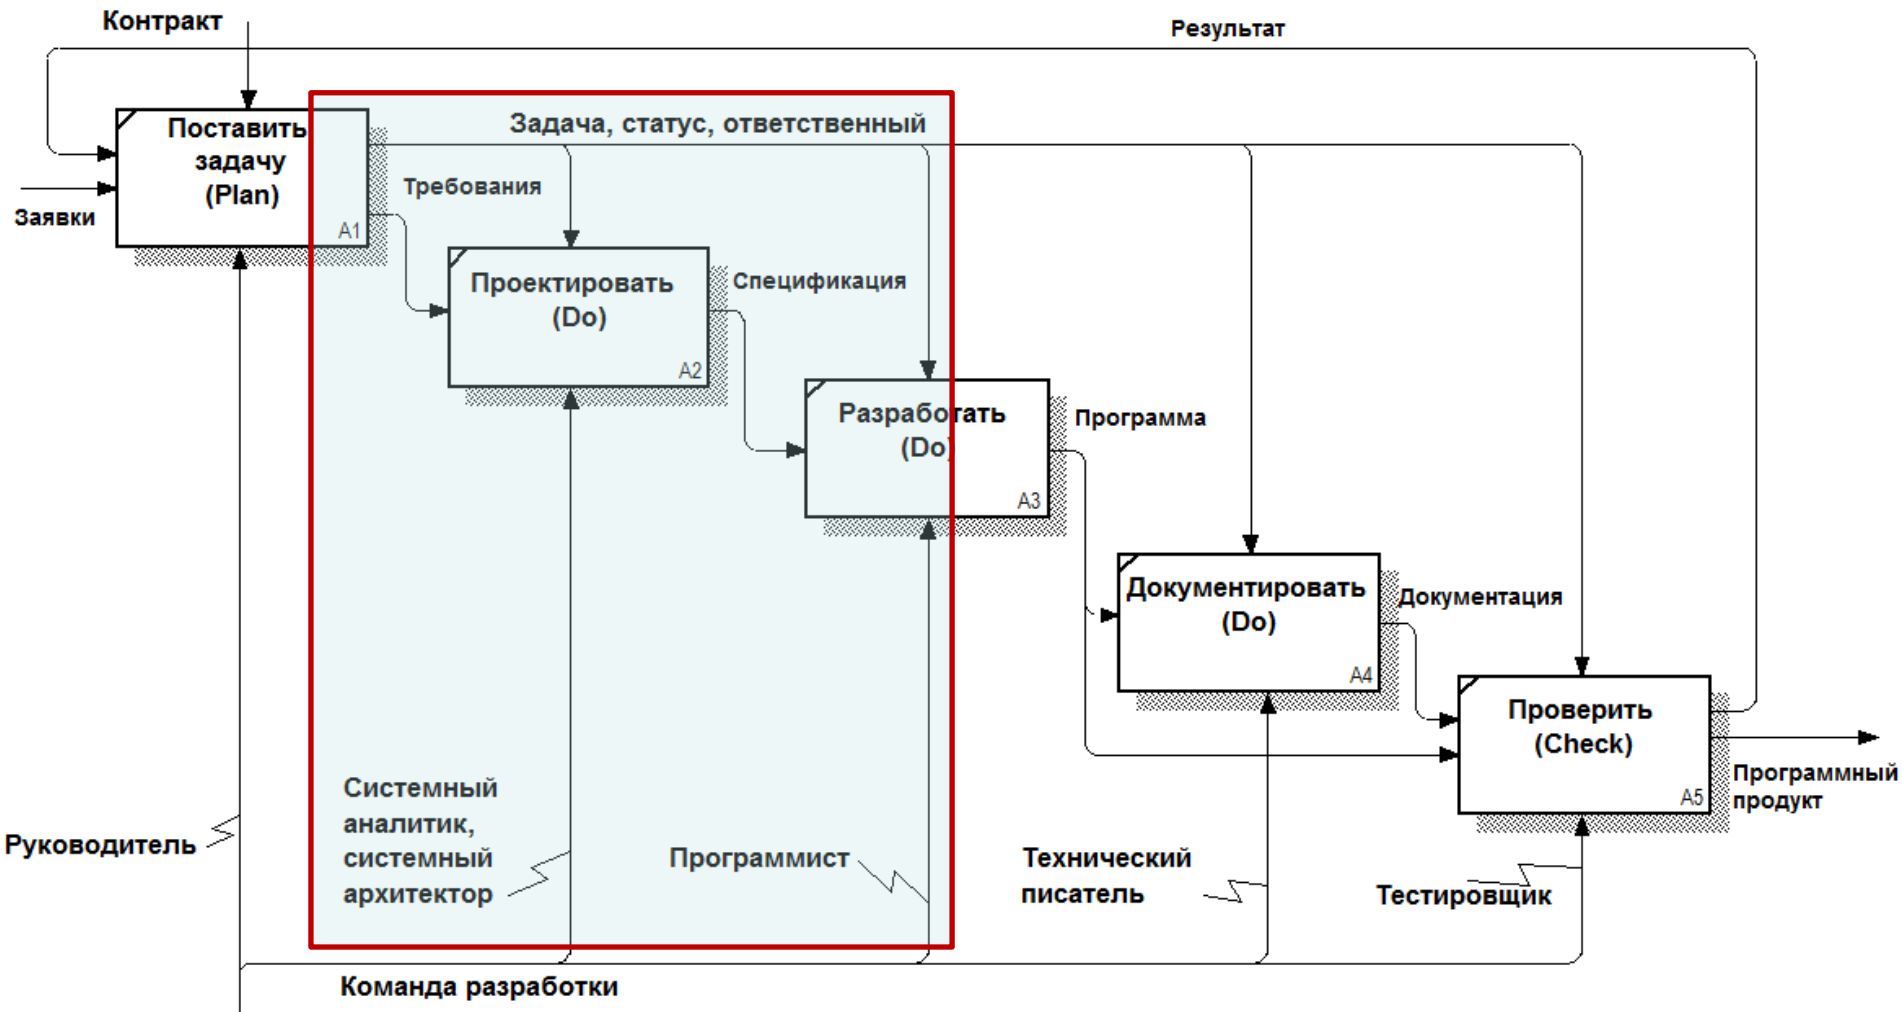 Контракт
Результат
Поставить
задачу
(Plan)
A1
Заявки
Задача, статус, ответственный
Требования
Проектировать
(Do)
A2
Спецификация
Разработать
(Do)
A3
Программа
Документировать
(Do)
A4
Документация
Проверить
(Check)
A5
Программный
продукт
Руководитель
Системный
аналитик,
системный
архитектор
Программист
Технический
писатель
Тестировщик
Команда разработки